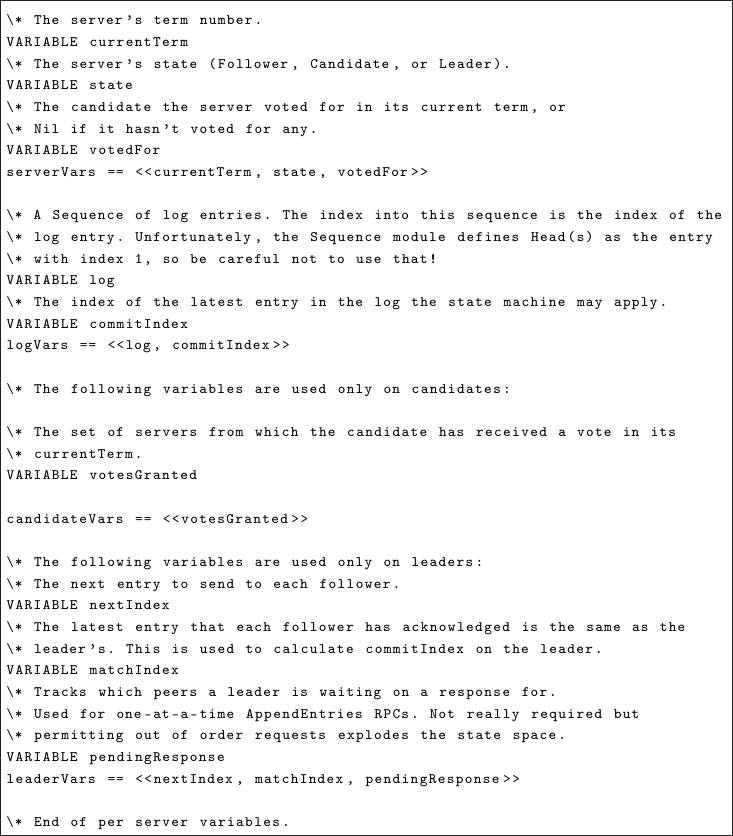 \* The server's term number.
VARIABLE currentTerm
\* The server's state (Follower, Candidate, or Leader).
VARIABLE state
\* The candidate the server voted for in its current term, or
\* Nil if it hasn't voted for any.
VARIABLE votedFor
serverVars == <<currentTerm, state, votedFor>>

\* A Sequence of log entries. The index into this sequence is the index of the
\* log entry. Unfortunately, the Sequence module defines Head(s) as the entry
\* with index 1, so be careful not to use that!
VARIABLE log
\* The index of the latest entry in the log the state machine may apply.
VARIABLE commitIndex
logVars == <<log, commitIndex>>

\* The following variables are used only on candidates:

\* The set of servers from which the candidate has received a vote in its
\* currentTerm.
VARIABLE votesGranted

candidateVars == <<votesGranted>>

\* The following variables are used only on leaders:
\* The next entry to send to each follower.
VARIABLE nextIndex
\* The latest entry that each follower has acknowledged is the same as the
\* leader's. This is used to calculate commitIndex on the leader.
VARIABLE matchIndex
\* Tracks which peers a leader is waiting on a response for.
\* Used for one-at-a-time AppendEntries RPCs. Not really required but
\* permitting out of order requests explodes the state space.
VARIABLE pendingResponse
leaderVars == <<nextIndex, matchIndex, pendingResponse>>

\* End of per server variables.